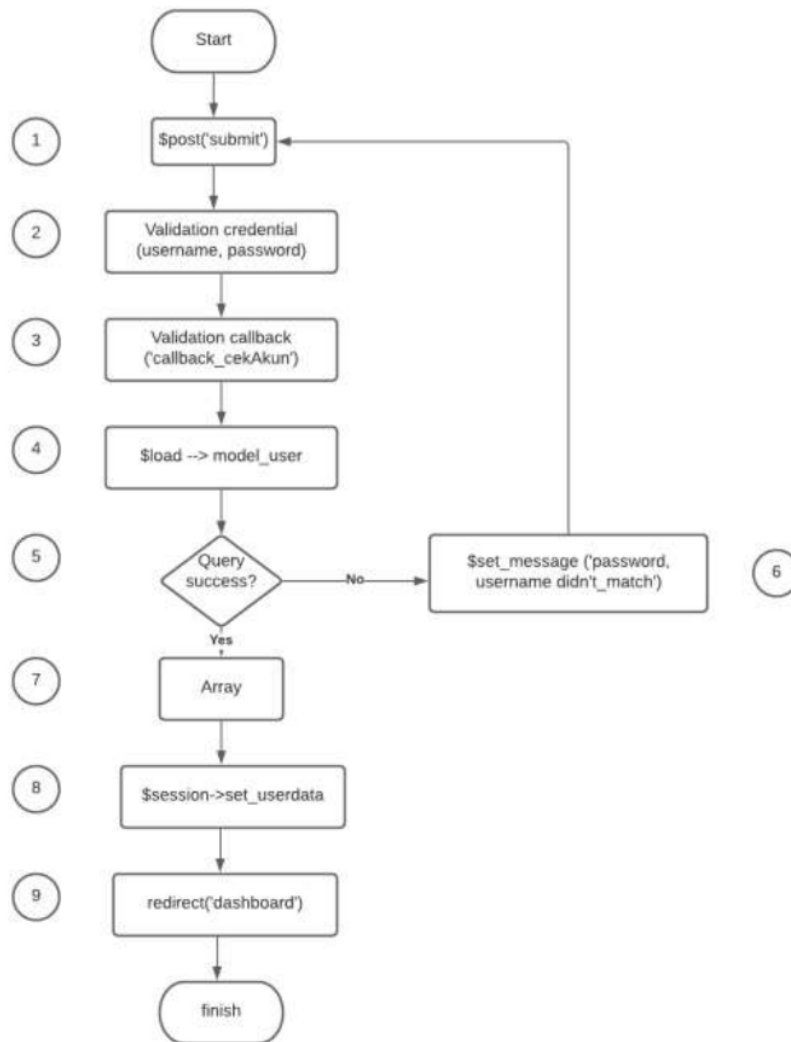 Start
1
$post('submit')
2
Validation credential
(username, password)
3
Validation callback
('callback_cekAkun')
4
$load --> model_user
5
Query
success?
No
$set_message ('password,
username didn't_match')
6
Yes
7
Array
8
$session->set_userdata
9
redirect('dashboard')
finish